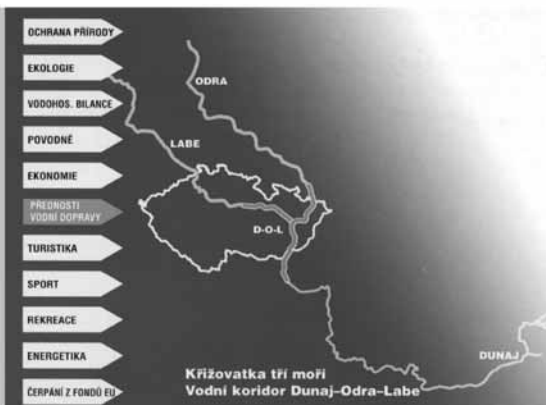 OCHRANA PŘÍRODY
EKOLOGIE
VODOHOS. BILANCE
POVODNĚ
EKONOMIE
PŘEDNOSTI
VODNÍ DOPRAVY
TURISTIKA
SPORT
REKREACE
ENERGETIKA
ČERPÁNÍ Z FONDŮ EU
ODRA
LABE
D-O-L
DUNAJ
Křižovatka tří moří
Vodní koridor Dunaj–Odra–Labe